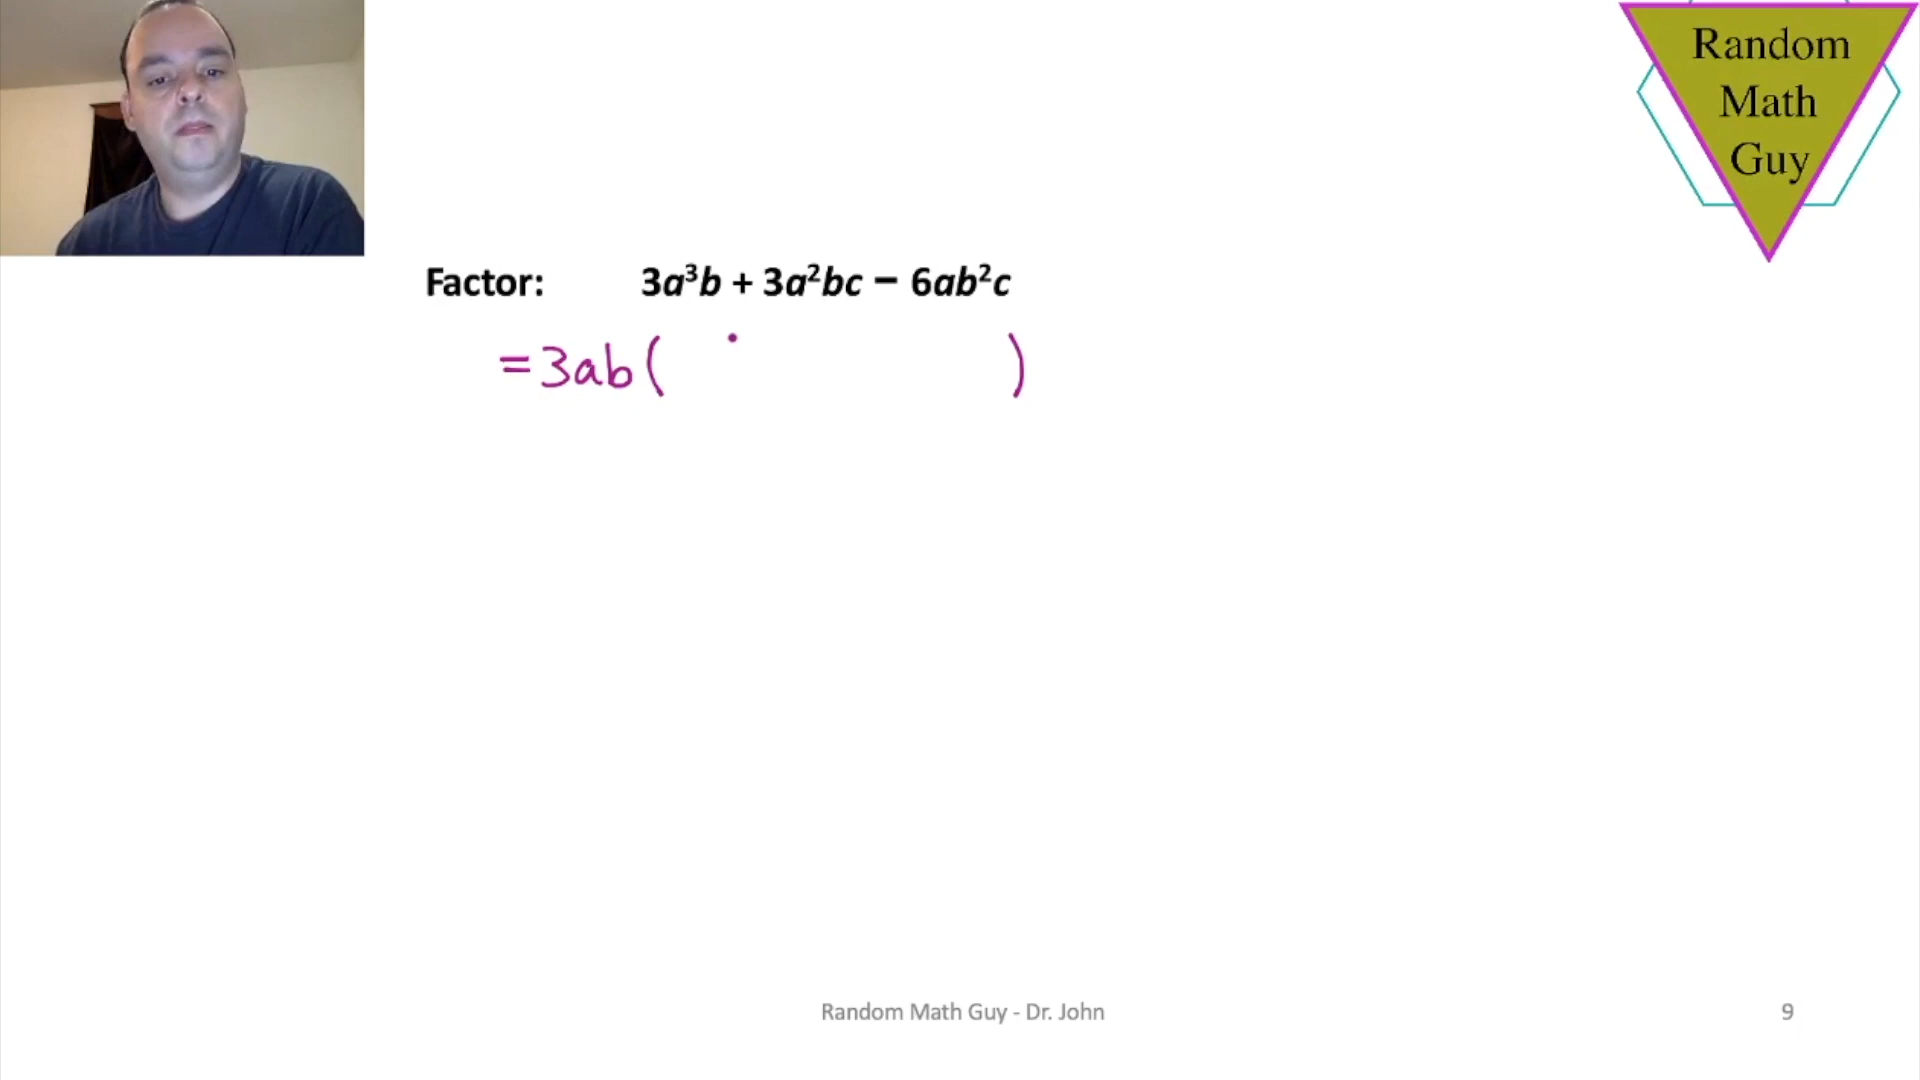 Random
Math
Guy
Factor: 3a³b + 3a²bc − 6ab²c
= 3ab ( )
Random Math Guy - Dr. John
9